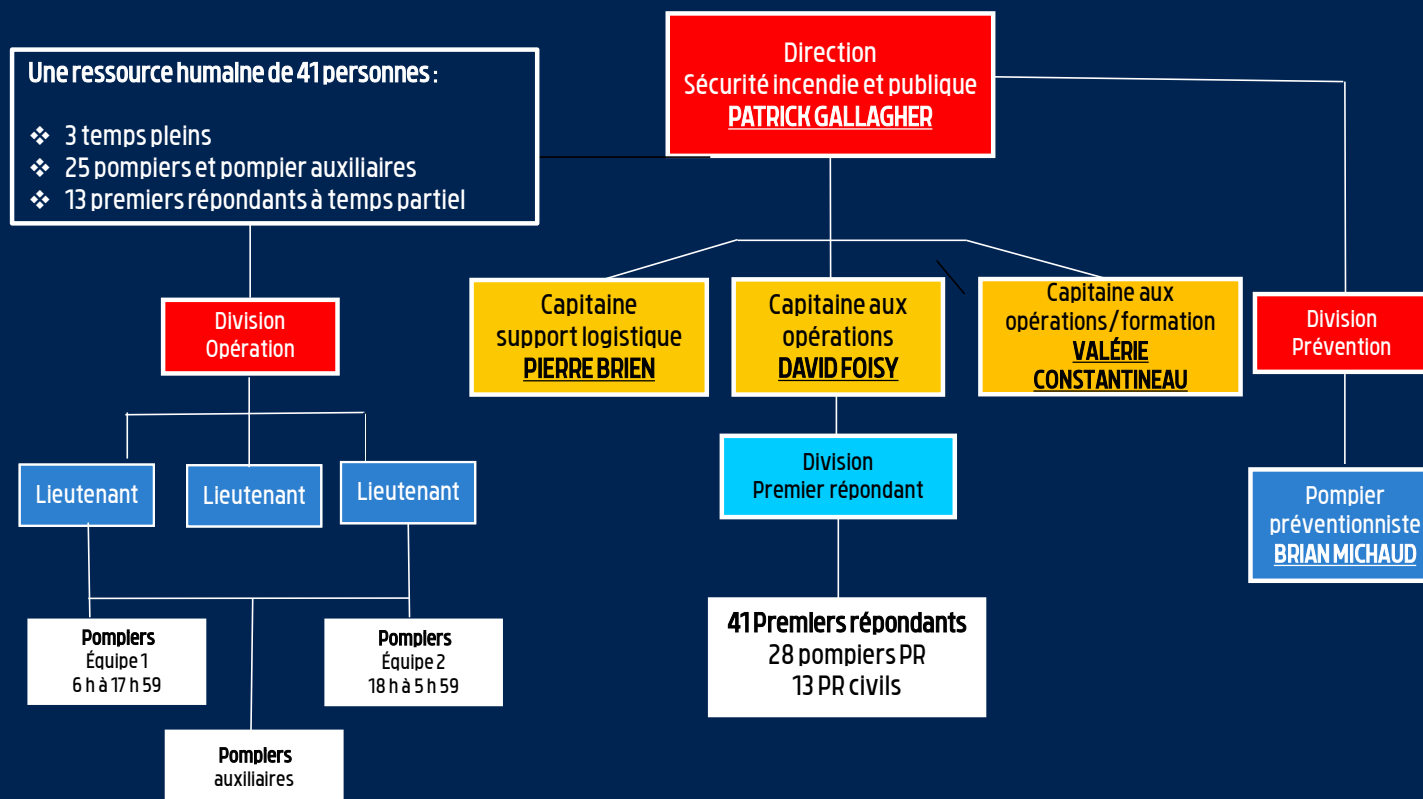 Direction
Sécurité incendie et publique
PATRICK GALLAGHER
Une ressource humaine de 41 personnes :
❖ 3 temps pleins
❖ 25 pompiers et pompier auxiliaires
❖ 13 premiers répondants à temps partiel
Capitaine
support logistique
PIERRE BRIEN
Capitaine aux
opérations
DAVID FOISY
Capitaine aux
opérations/formation
VALÉRIE
CONSTANTINEAU
Division
Opération
Division
Prévention
Lieutenant
Lieutenant
Lieutenant
Division
Premier répondant
Pompier
préventionniste
BRIAN MICHAUD
Pompiers
Équipe 1
6 h à 17 h 59
Pompiers
Équipe 2
18 h à 5 h 59
41 Premiers répondants
28 pompiers PR
13 PR civils
Pompiers
auxiliaires